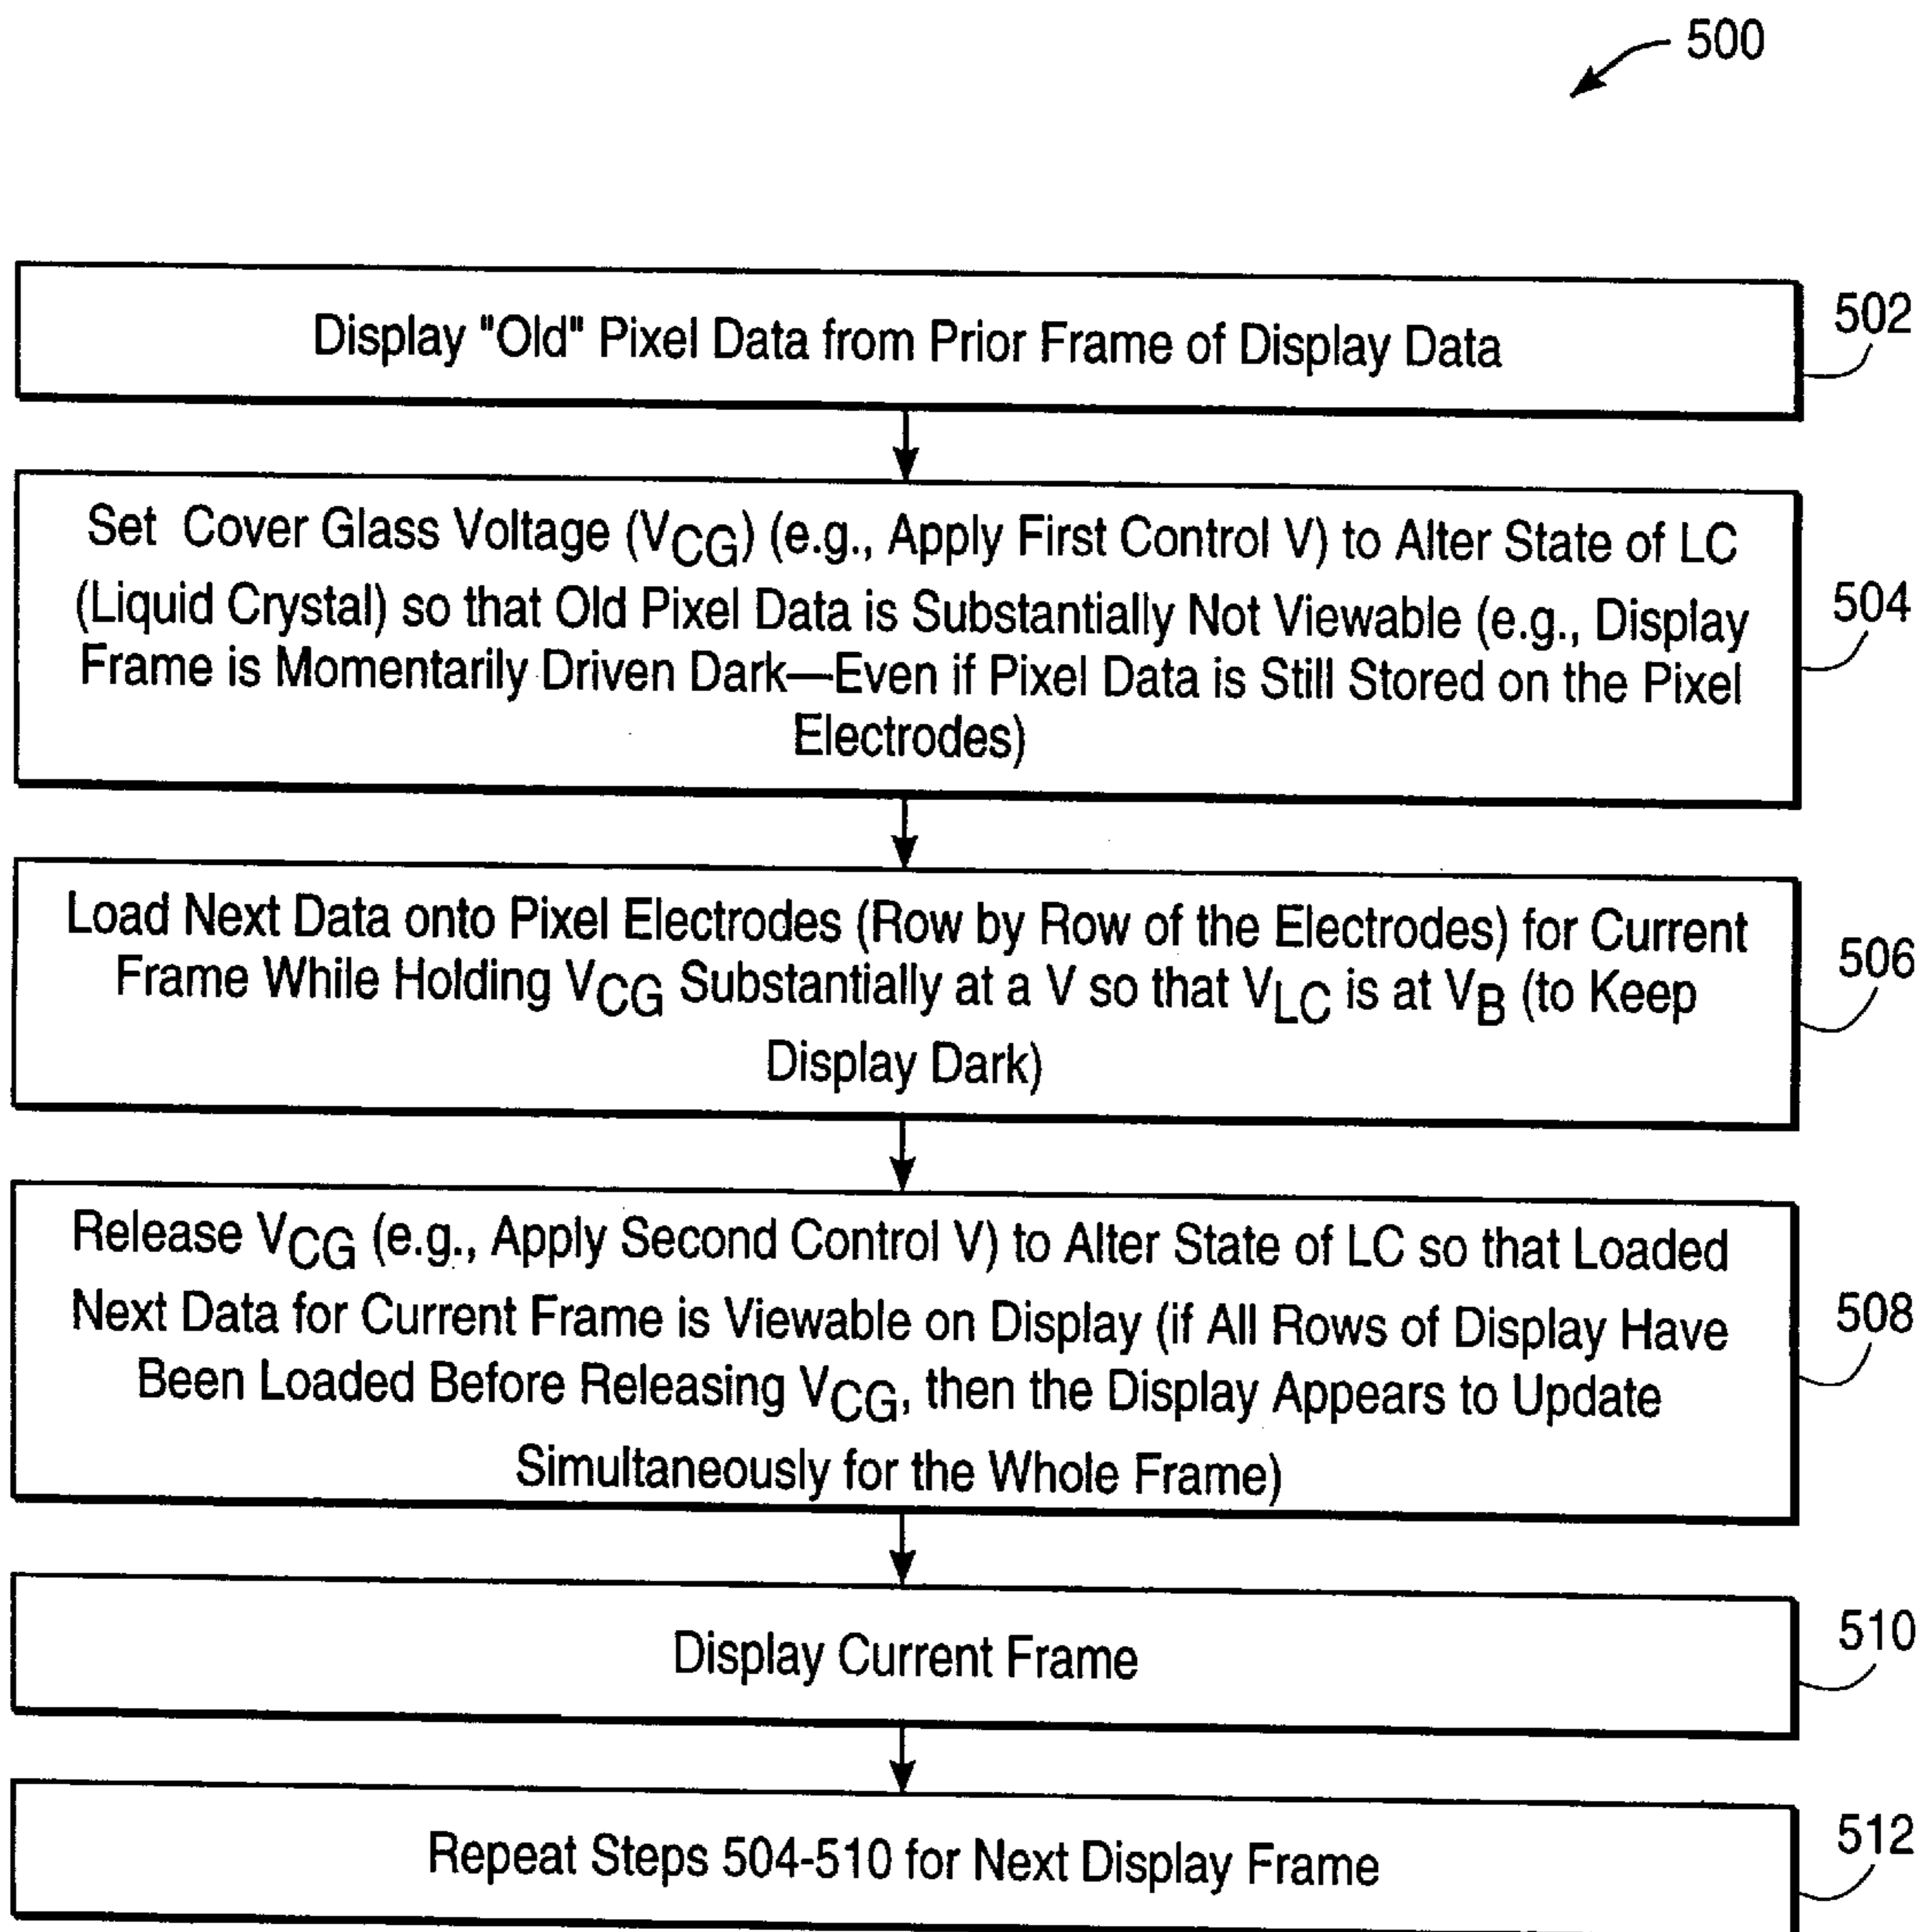 500
Display "Old" Pixel Data from Prior Frame of Display Data
502
Set Cover Glass Voltage (VCG) (e.g., Apply First Control V) to Alter State of LC
(Liquid Crystal) so that Old Pixel Data is Substantially Not Viewable (e.g., Display
Frame is Momentarily Driven Dark—Even if Pixel Data is Still Stored on the Pixel
Electrodes)
504
Load Next Data onto Pixel Electrodes (Row by Row of the Electrodes) for Current
Frame While Holding VCG Substantially at a V so that VLC is at VB (to Keep
Display Dark)
506
Release VCG (e.g., Apply Second Control V) to Alter State of LC so that Loaded
Next Data for Current Frame is Viewable on Display (if All Rows of Display Have
Been Loaded Before Releasing VCG, then the Display Appears to Update
Simultaneously for the Whole Frame)
508
Display Current Frame
510
Repeat Steps 504-510 for Next Display Frame
512